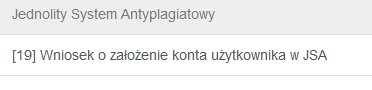 Jednolity System Antyplagiatowy
[19] Wniosek o założenie konta użytkownika w JSA